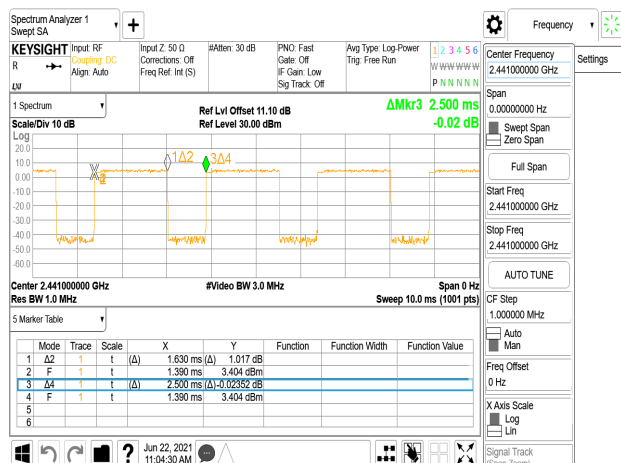 Spectrum Analyzer 1
Swept SA
Frequency
KEYSIGHT
R
Input: RF
Coupling: DC
Align: Auto
Input Z: 50 Ω
Corrections: Off
Freq Ref: Int (S)
#Atten: 30 dB
PNO: Fast
Gate: Off
IF Gain: Low
Sig Track: Off
Avg Type: Log-Power
Trig: Free Run
1 2 3 4 5 6
W W W W W W
P N N N N N
Center Frequency
2.441000000 GHz
Settings
Span
0.00000000 Hz
Swept Span
Zero Span
Full Span
Start Freq
2.441000000 GHz
Stop Freq
2.441000000 GHz
AUTO TUNE
CF Step
1.000000 MHz
Auto
Man
Freq Offset
0 Hz
X Axis Scale
Log
Lin
Signal Track
(Span Zoom)
1 Spectrum
Scale/Div 10 dB
Ref Lvl Offset 11.10 dB
Ref Level 30.00 dBm
ΔMkr3 2.500 ms
-0.02 dB
Log
20.0
10.0
0.00
-10.0
-20.0
-30.0
-40.0
-50.0
-60.0
1Δ2
3Δ4
Center 2.441000000 GHz
Res BW 1.0 MHz
#Video BW 3.0 MHz
Span 0 Hz
Sweep 10.0 ms (1001 pts)
5 Marker Table
Mode Trace Scale X Y Function Function Width Function Value
1 Δ2 1 t (Δ) 1.630 ms (Δ) 1.017 dB
2 F 1 t 1.390 ms 3.404 dBm
3 Δ4 1 t (Δ) 2.500 ms (Δ) -0.02352 dB
4 F 1 t 1.390 ms 3.404 dBm
5
6
?
Jun 22, 2021
11:04:30 AM